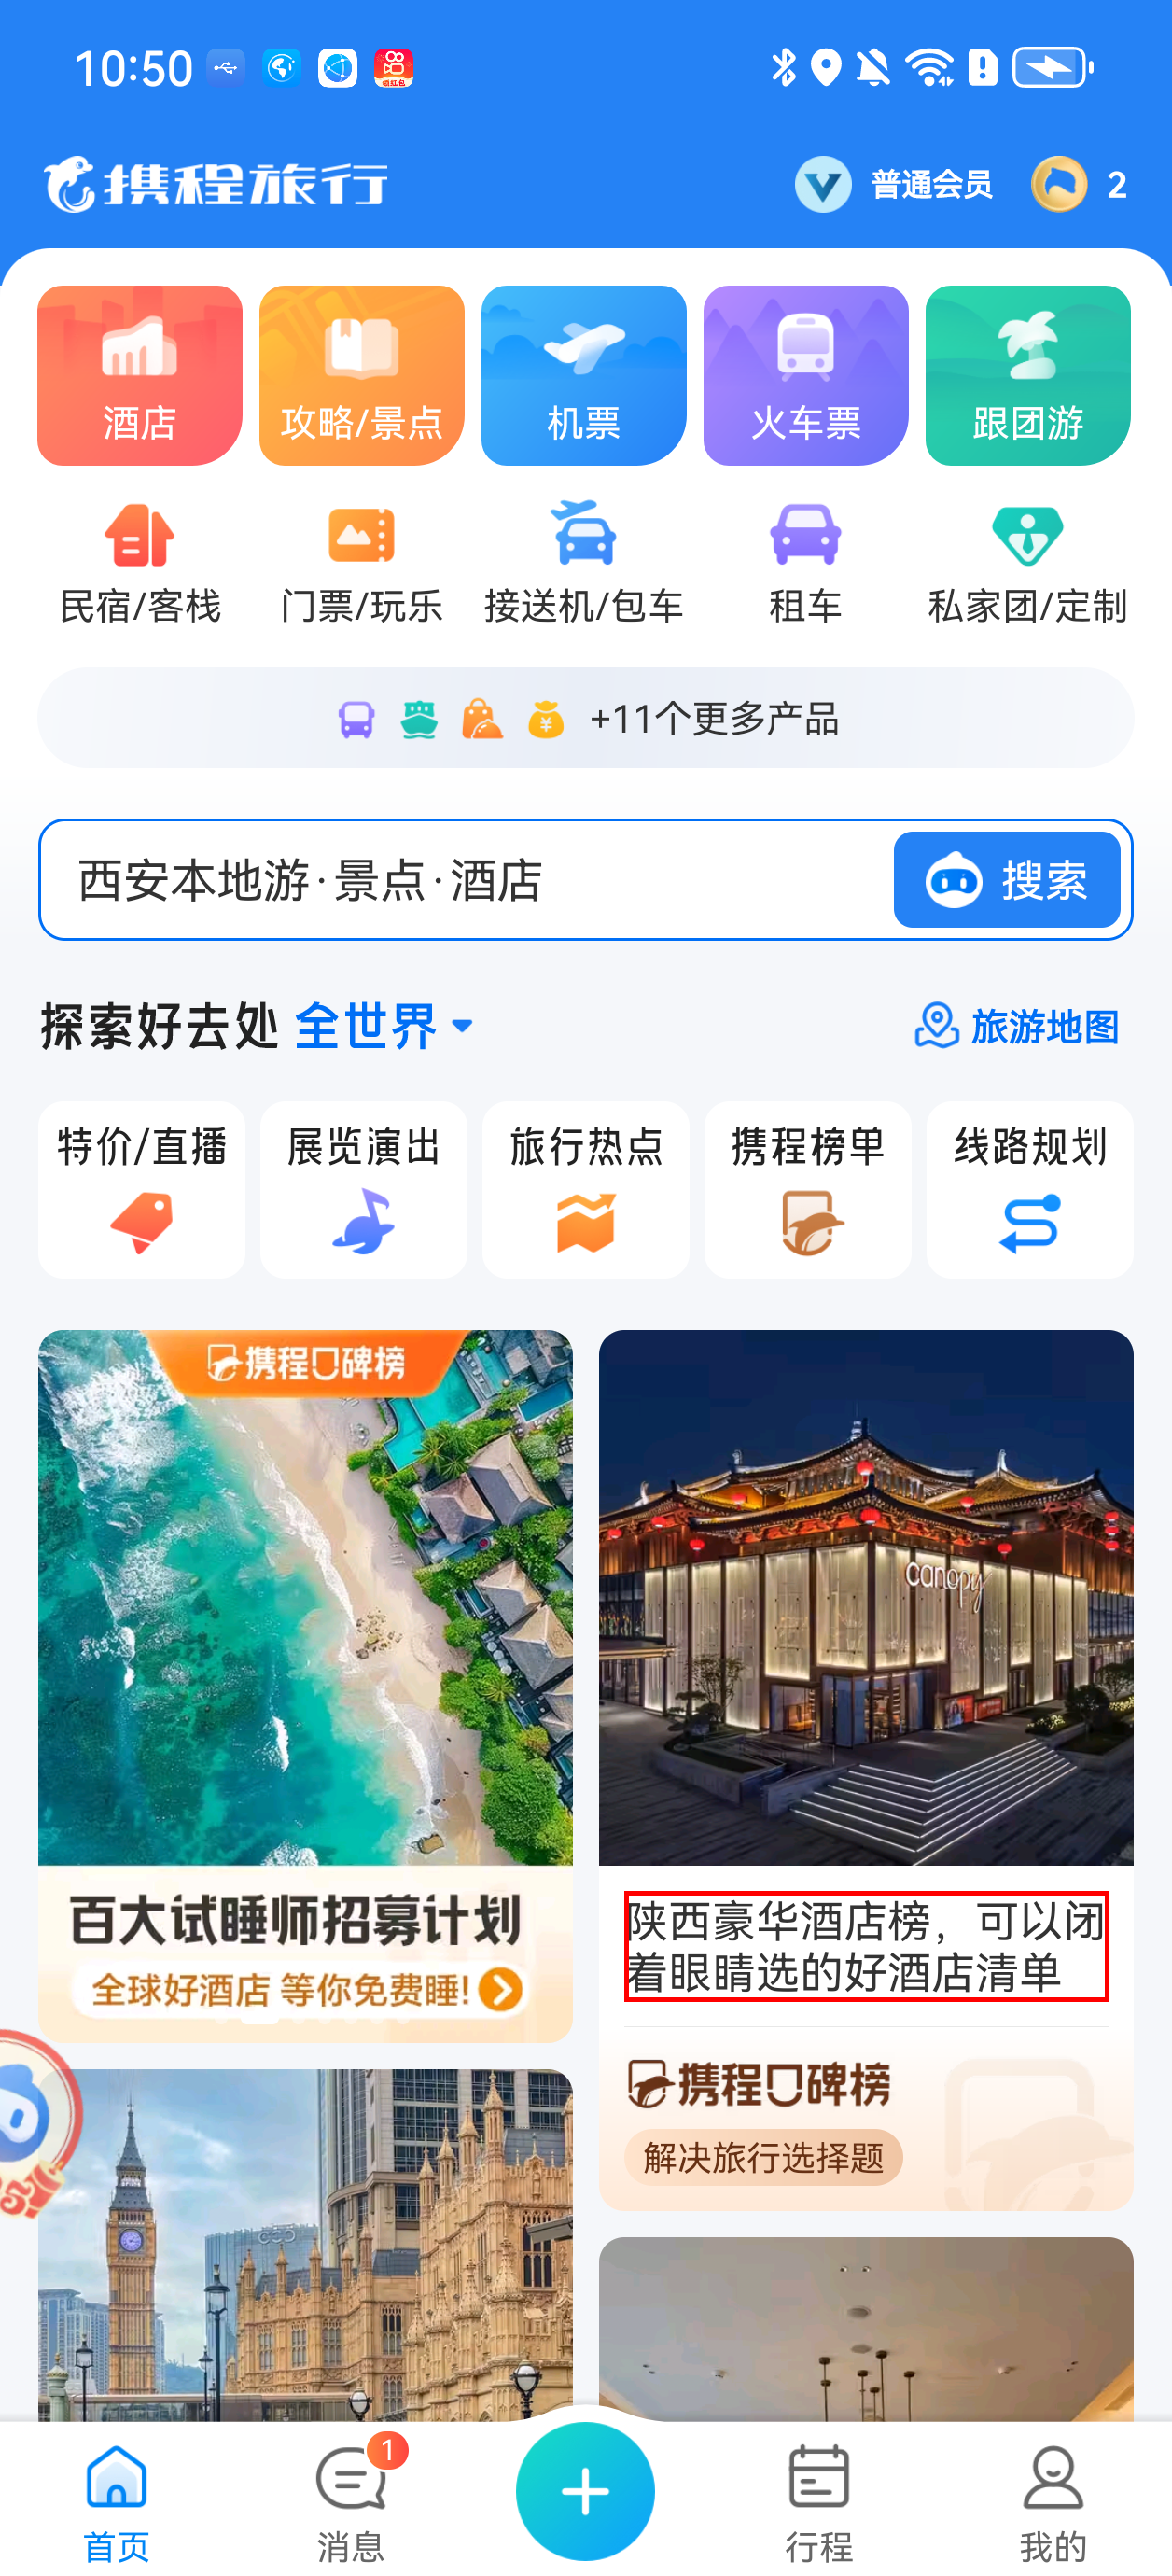 10:50
领红包
携程旅行
普通会员
2
酒店
攻略/景点
机票
火车票
跟团游
民宿/客栈
门票/玩乐
接送机/包车
租车
私家团/定制
+11个更多产品
西安本地游·景点·酒店
搜索
探索好去处 全世界
旅游地图
特价/直播
展览演出
旅行热点
携程榜单
线路规划
携程口碑榜
百大试睡师招募计划
全球好酒店 等你免费睡!
canopy
陕西豪华酒店榜，可以闭
着眼睛选的好酒店清单
携程口碑榜
解决旅行选择题
首页
消息
1
行程
我的